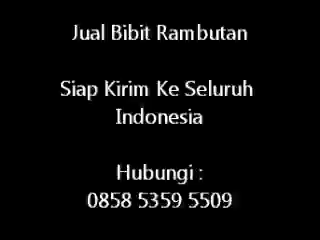 Jual Bibit Rambutan
Siap Kirim Ke Seluruh
Indonesia
Hubungi :
0858 5359 5509